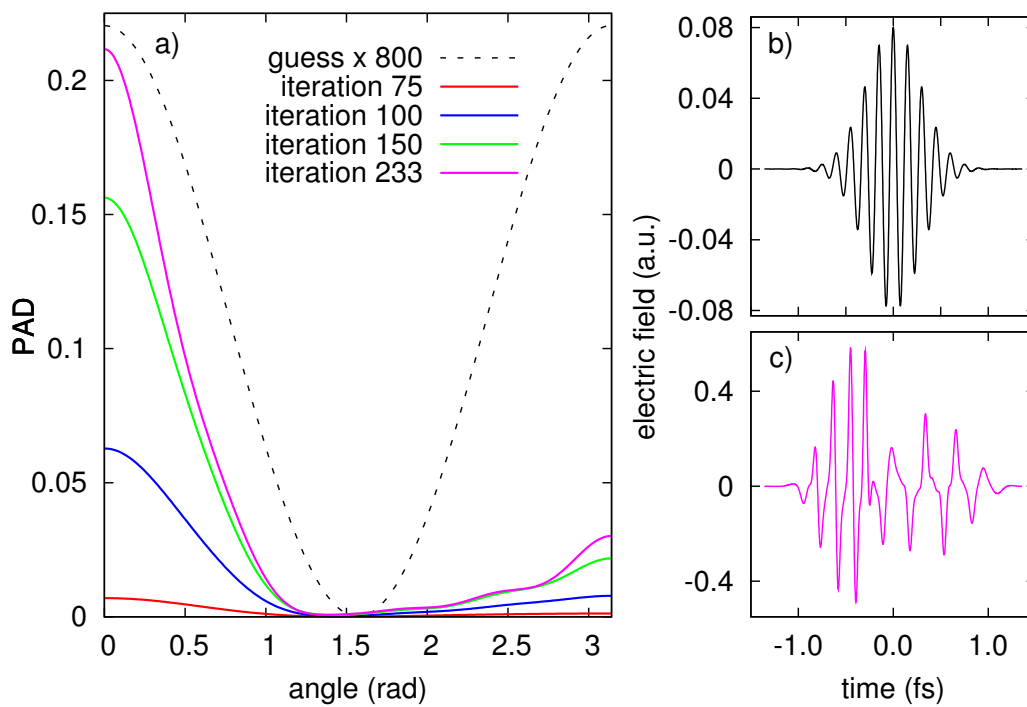 a)
guess x 800
iteration 75
iteration 100
iteration 150
iteration 233
0.2
0.15
0.1
0.05
0
PAD
0 0.5 1 1.5 2 2.5 3
angle (rad)
b)
0.08
0.04
0
-0.04
-0.08
electric field (a.u.)
c)
0.4
0
-0.4
-1.0 0.0 1.0
time (fs)